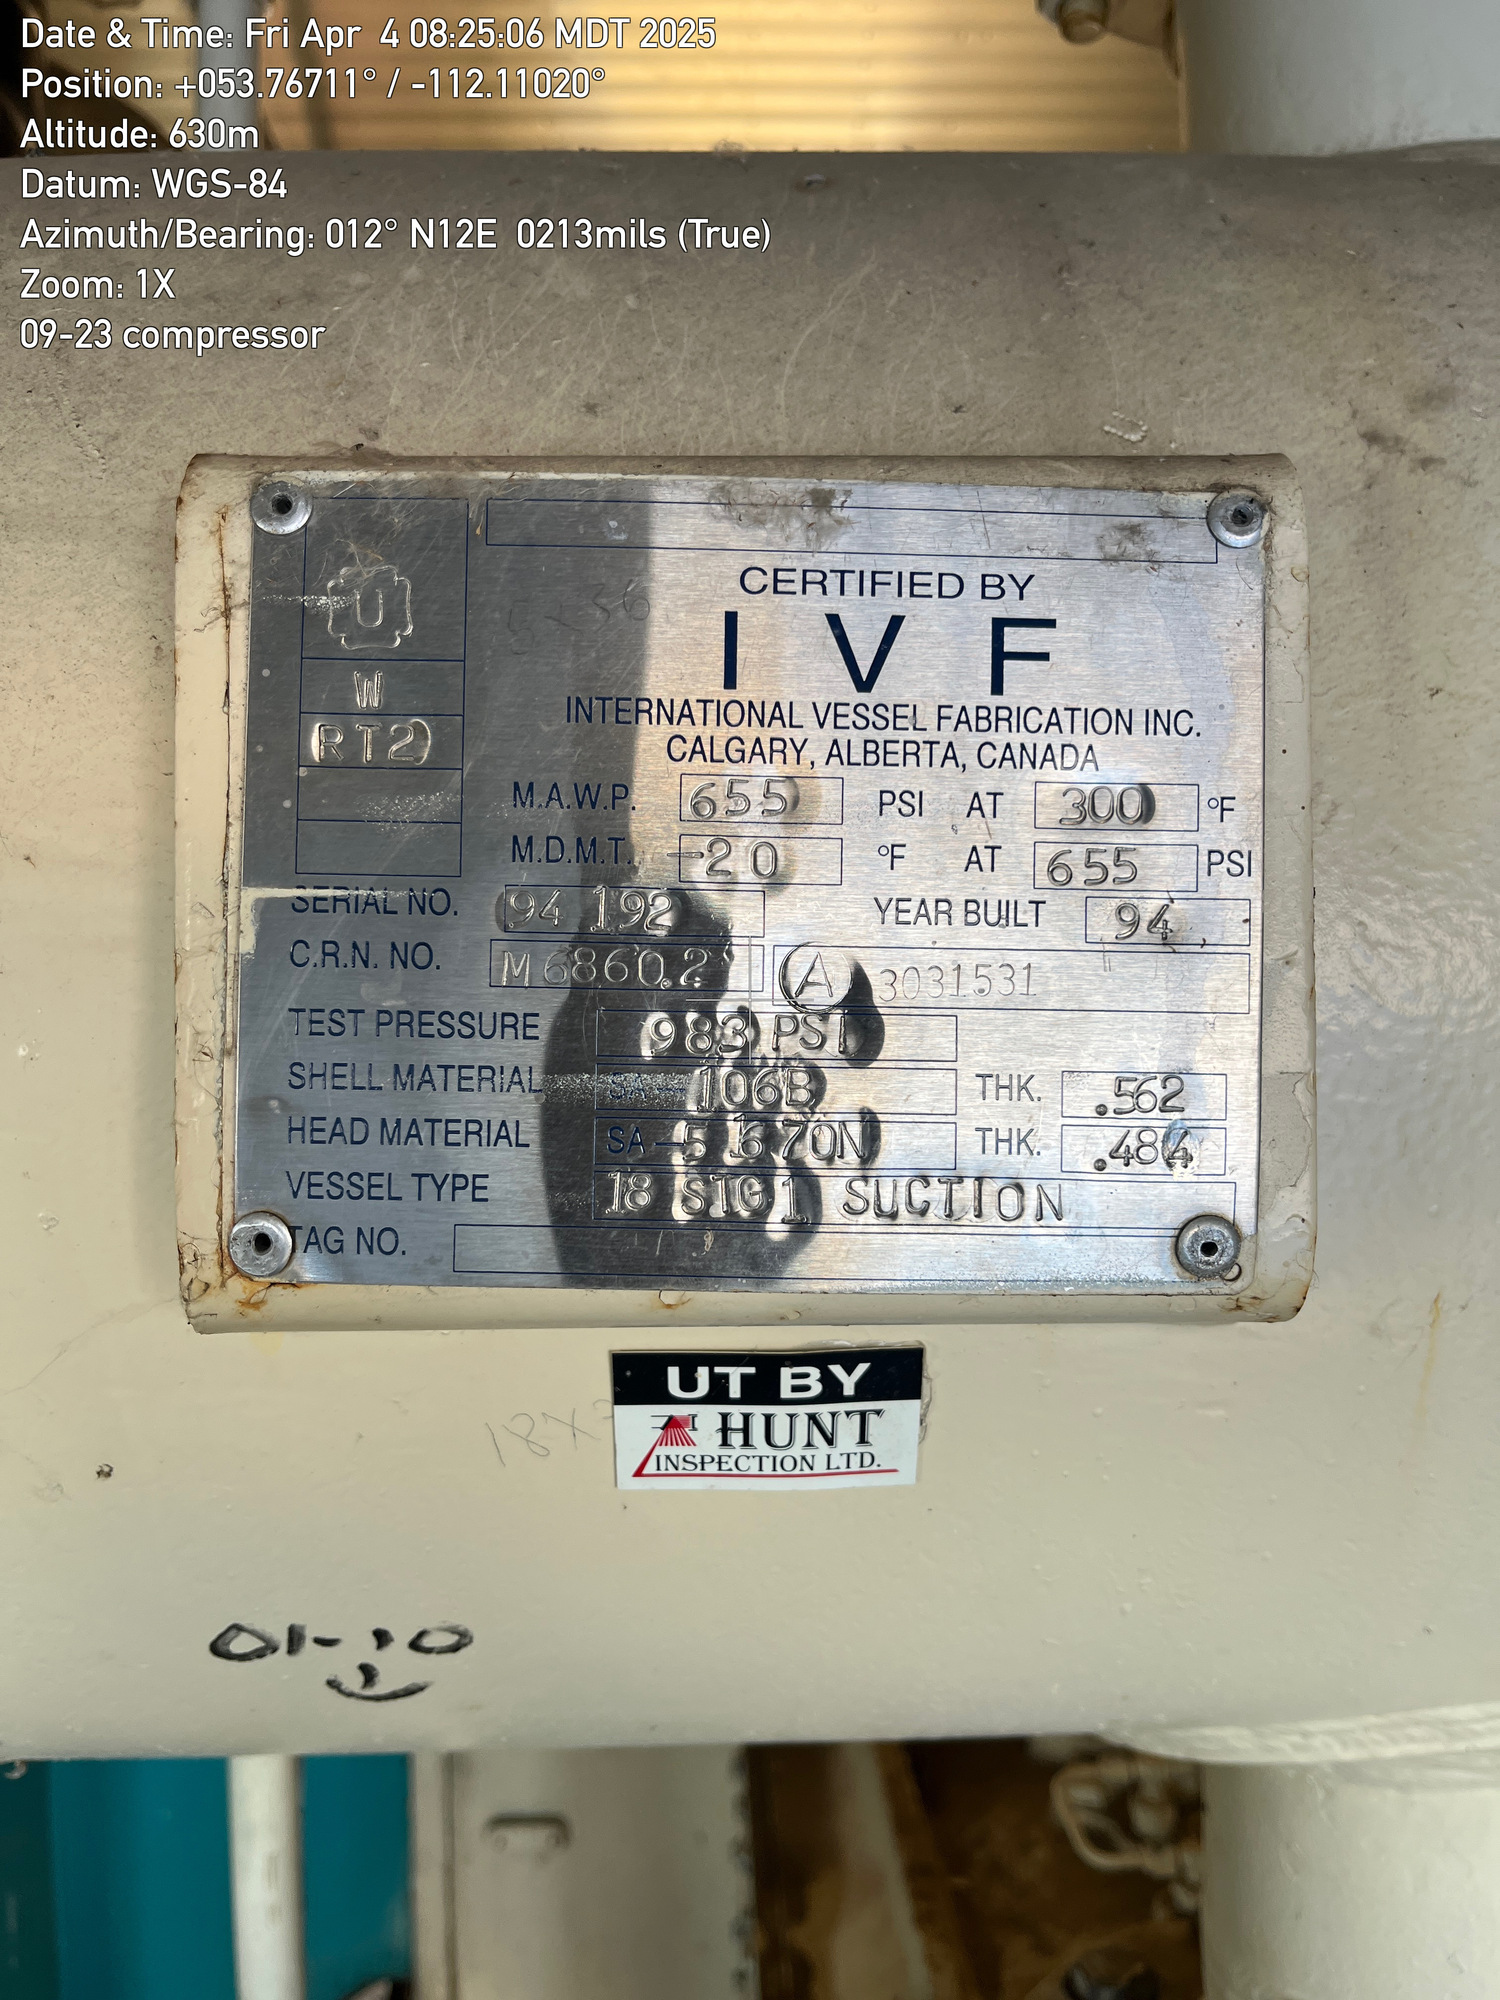 Date & Time: Fri Apr 4 08:25:06 MDT 2025
Position: +053.76711° / -112.11020°
Altitude: 630m
Datum: WGS-84
Azimuth/Bearing: 012° N12E 0213mils (True)
Zoom: 1X
09-23 compressor
U
W
RT2
CERTIFIED BY
IVF
INTERNATIONAL VESSEL FABRICATION INC.
CALGARY, ALBERTA, CANADA
M.A.W.P. 655 PSI AT 300 °F
M.D.M.T. -20 °F AT 655 PSI
SERIAL NO. 94 192 YEAR BUILT 94
C.R.N. NO. M6860.2 A 3031531
TEST PRESSURE 983 PSI
SHELL MATERIAL SA-106B THK. .562
HEAD MATERIAL SA-516 70N THK. .484
VESSEL TYPE 18 STG 1 SUCTION
TAG NO.
UT BY
HUNT
INSPECTION LTD.
18X